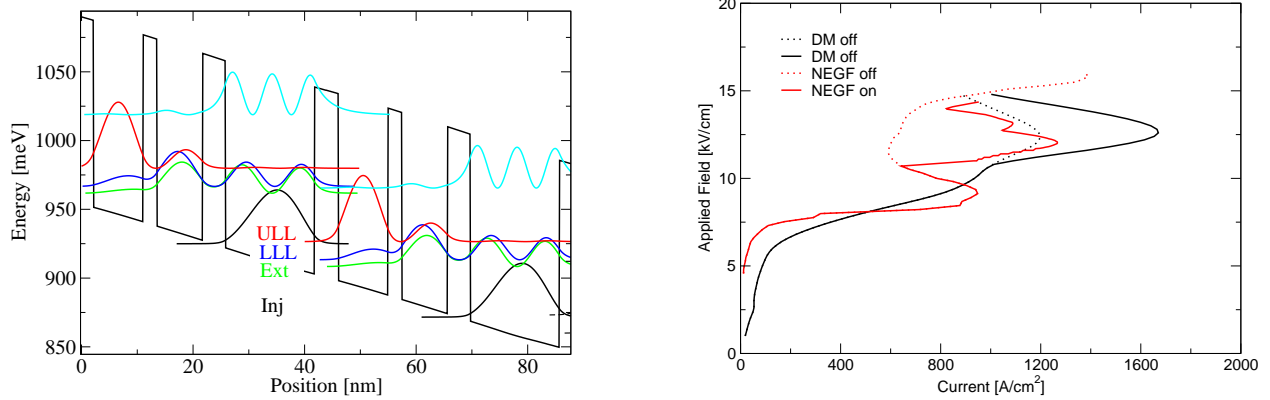 1050
1000
950
900
850
Energy [meV]
ULL
LLL
Ext
Inj
0
20
40
60
80
Position [nm]
20
15
10
5
0
Applied Field [kV/cm]
DM off
DM off
NEGF off
NEGF on
0
400
800
1200
1600
2000
Current [A/cm2]